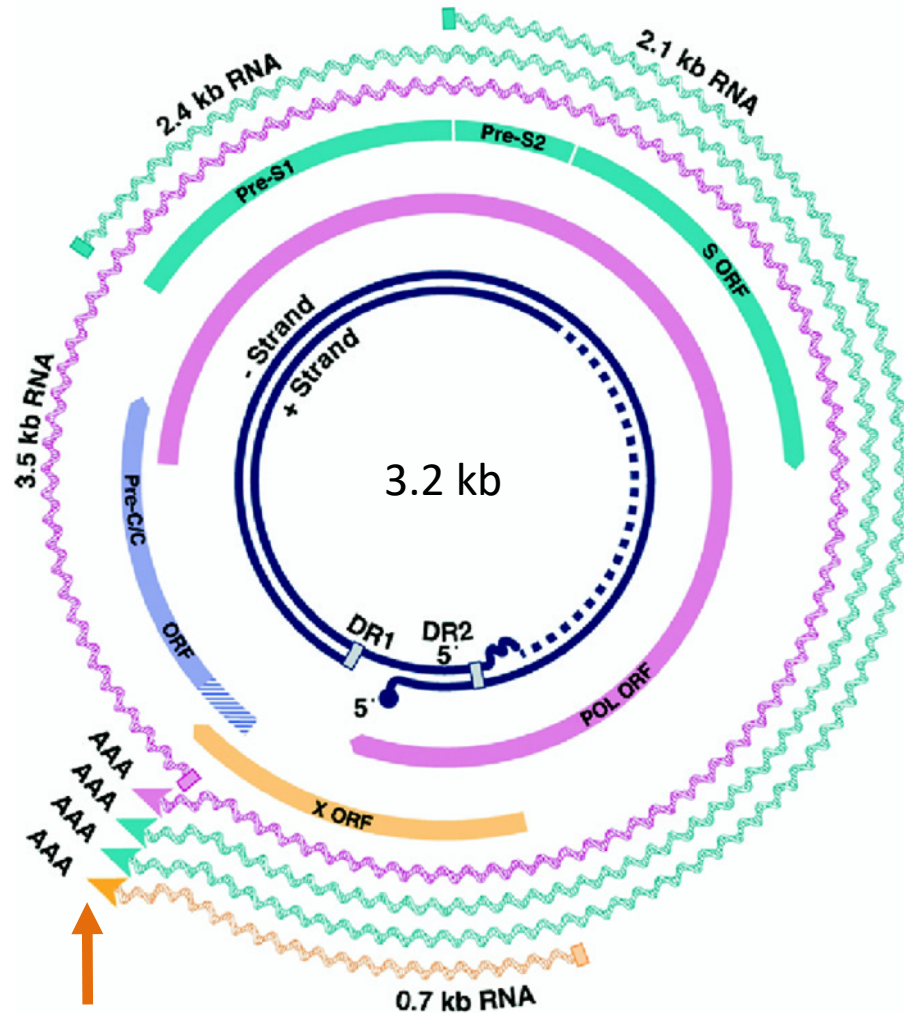 2.1 kb RNA
2.4 kb RNA
Pre-S1
Pre-S2
S ORF
- Strand
+ Strand
3.5 kb RNA
3.2 kb
Pre-C/C
ORF
DR1
DR2
5'
5'
POL ORF
X ORF
AAA
AAA
AAA
AAA
0.7 kb RNA